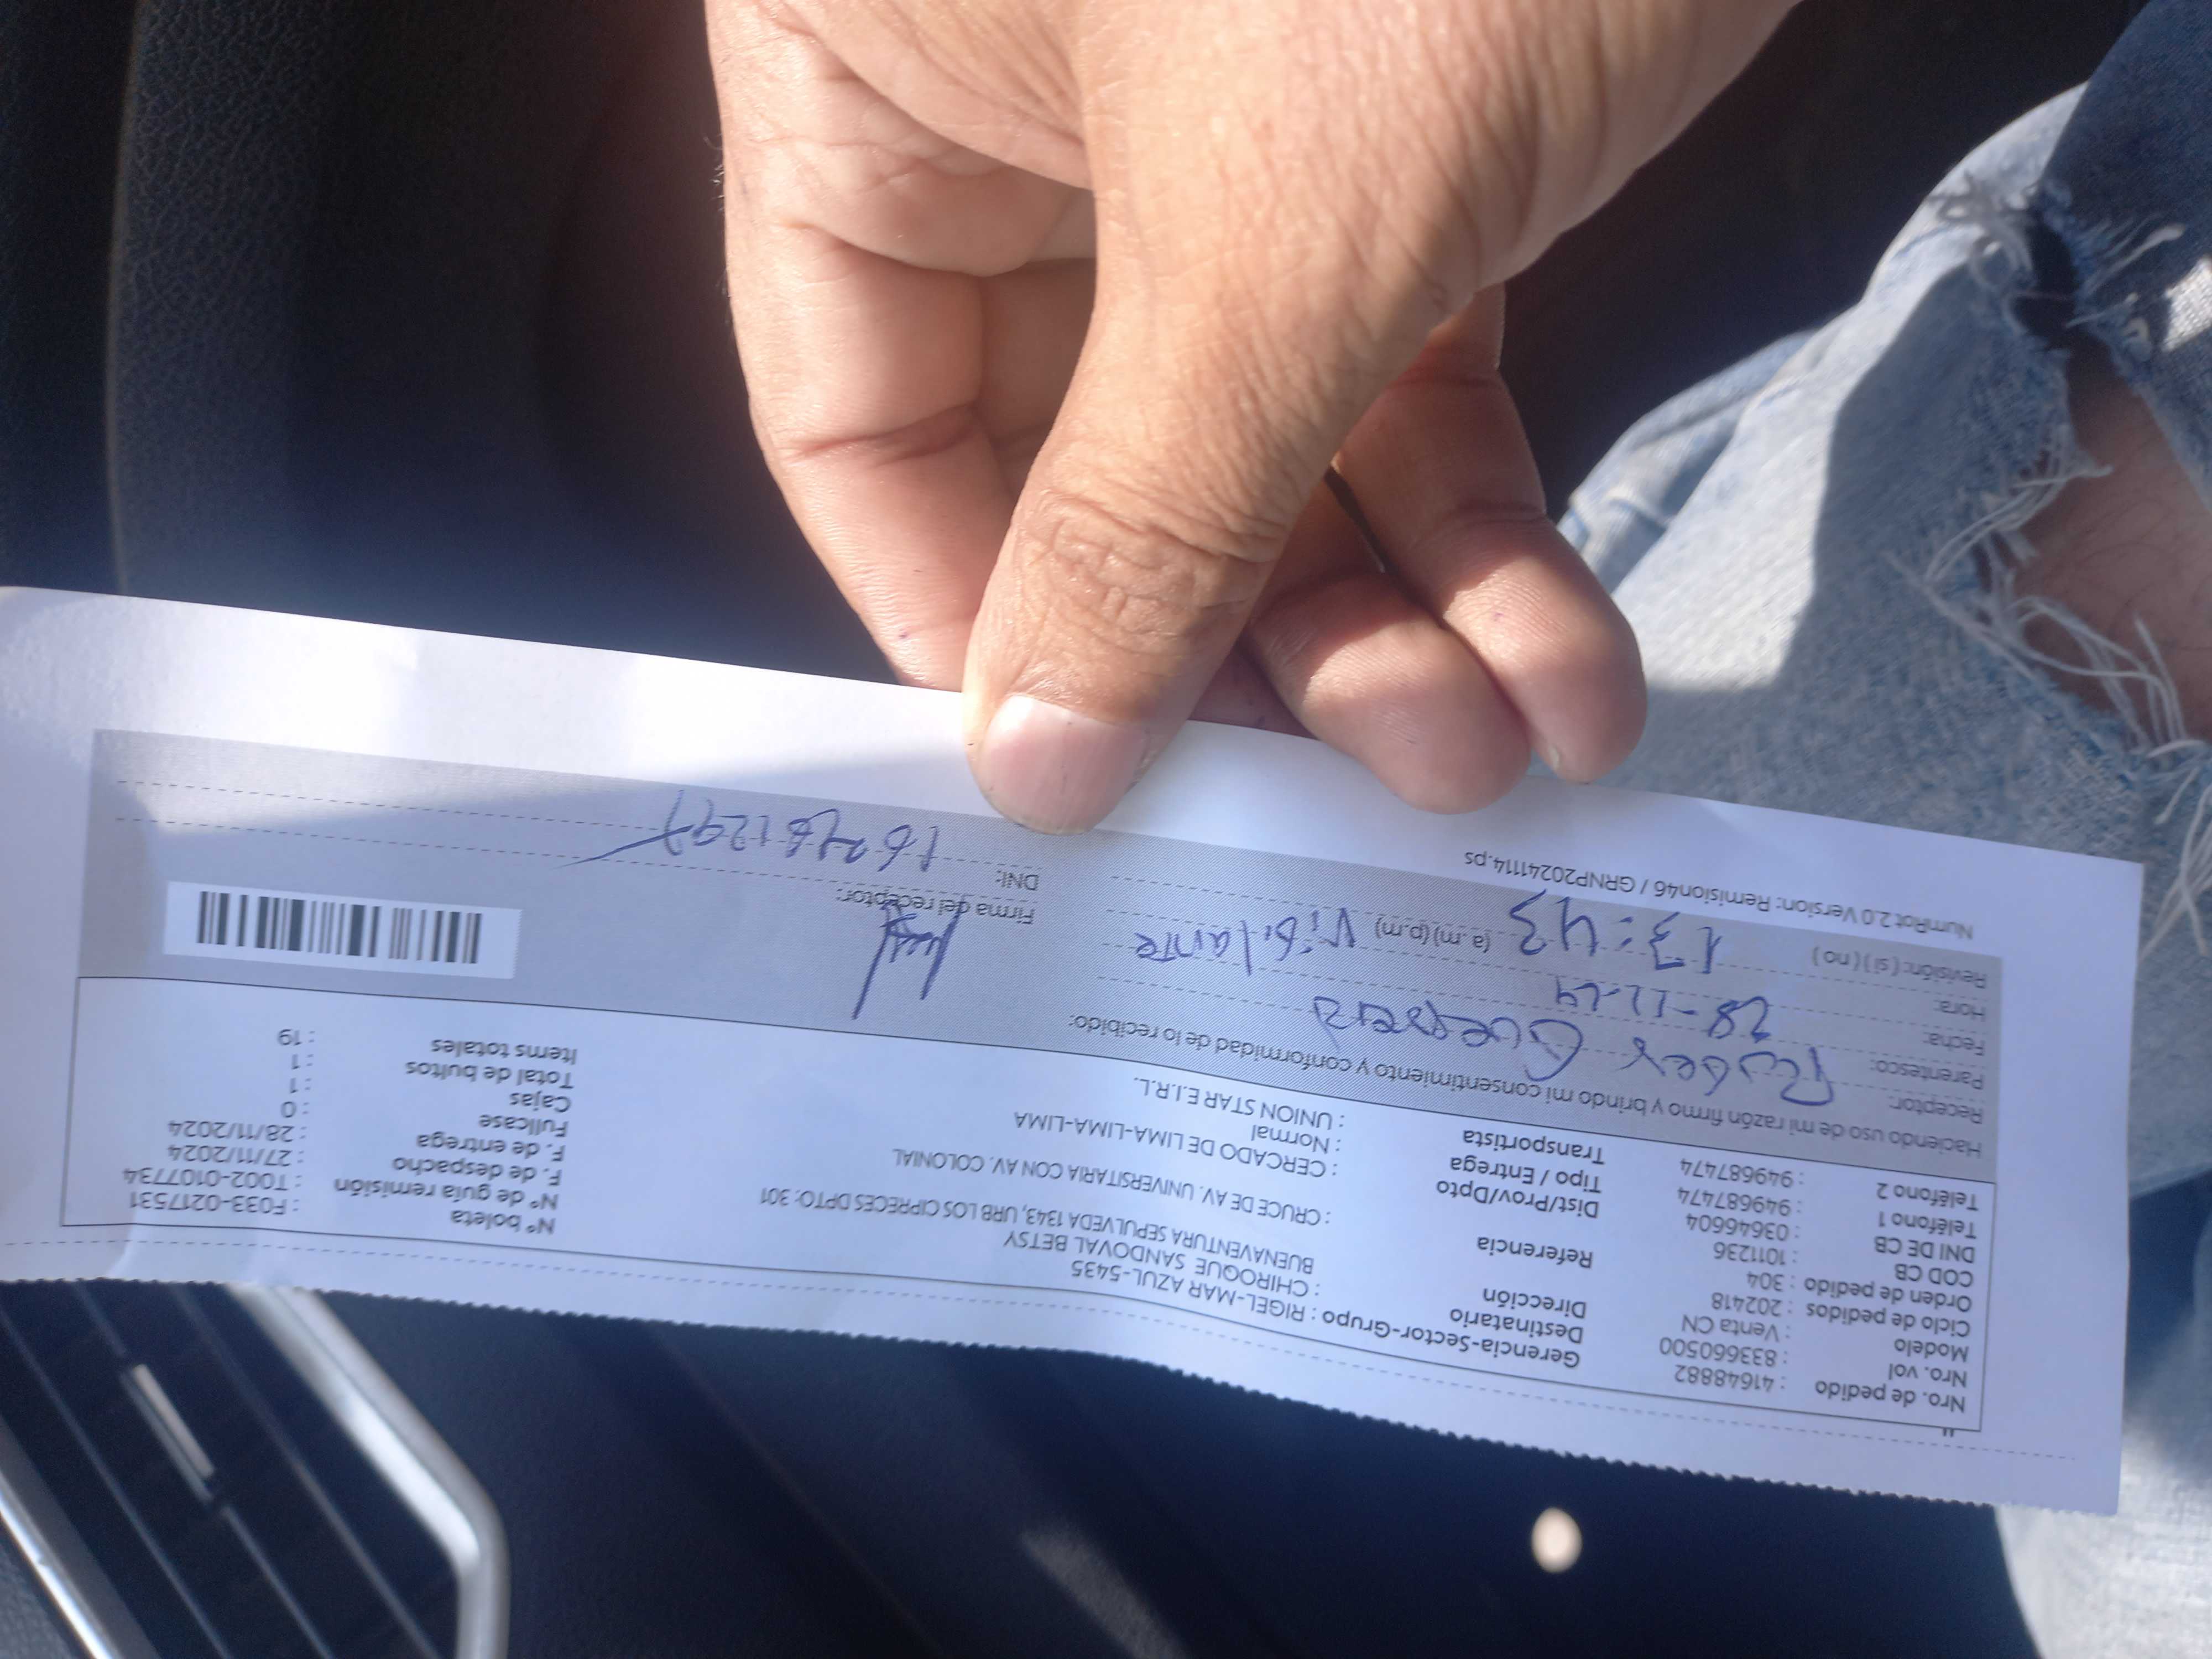 Nro. de pedido : 41648882
Nro. vol : 833660500
Modelo : Venta CN
Ciclo de pedidos : 202418
Orden de pedido : 304
COD CB : 1011236
DNI DE CB : 03646604
Teléfono 1 : 949687474
Teléfono 2 : 949687474
Gerencia-Sector-Grupo : RIGEL-MAR AZUL-5435
Destinatario : CHIROQUE SANDOVAL BETSY
Dirección BUENAVENTURA SEPULVEDA 1343, URB LOS CIPRECES DPTO: 301
Referencia : CRUCE DE AV. UNIVERSITARIA CON AV. COLONIAL
Dist/Prov/Dpto : CERCADO DE LIMA-LIMA-LIMA
Tipo / Entrega : Normal
Transportista : UNION STAR E.I.R.L.
N° boleta : F033-0217531
N° de guía remisión : T002-0107734
F. de despacho : 27/11/2024
F. de entrega : 28/11/2024
Fullcase : 0
Cajas : 1
Total de bultos : 1
Items totales : 19
Haciendo uso de mi razón firmo y brindo mi consentimiento y conformidad de lo recibido:
Receptor:
Parentesco:
Fecha: 28-11-24
Hora: 13:43 (a.m) (p.m) Vigilante
Revisión: ( si ) ( no )
Firma del receptor:
DNI:
NumRot 2.0 Version: Remision46 / GRNP20241114.ps